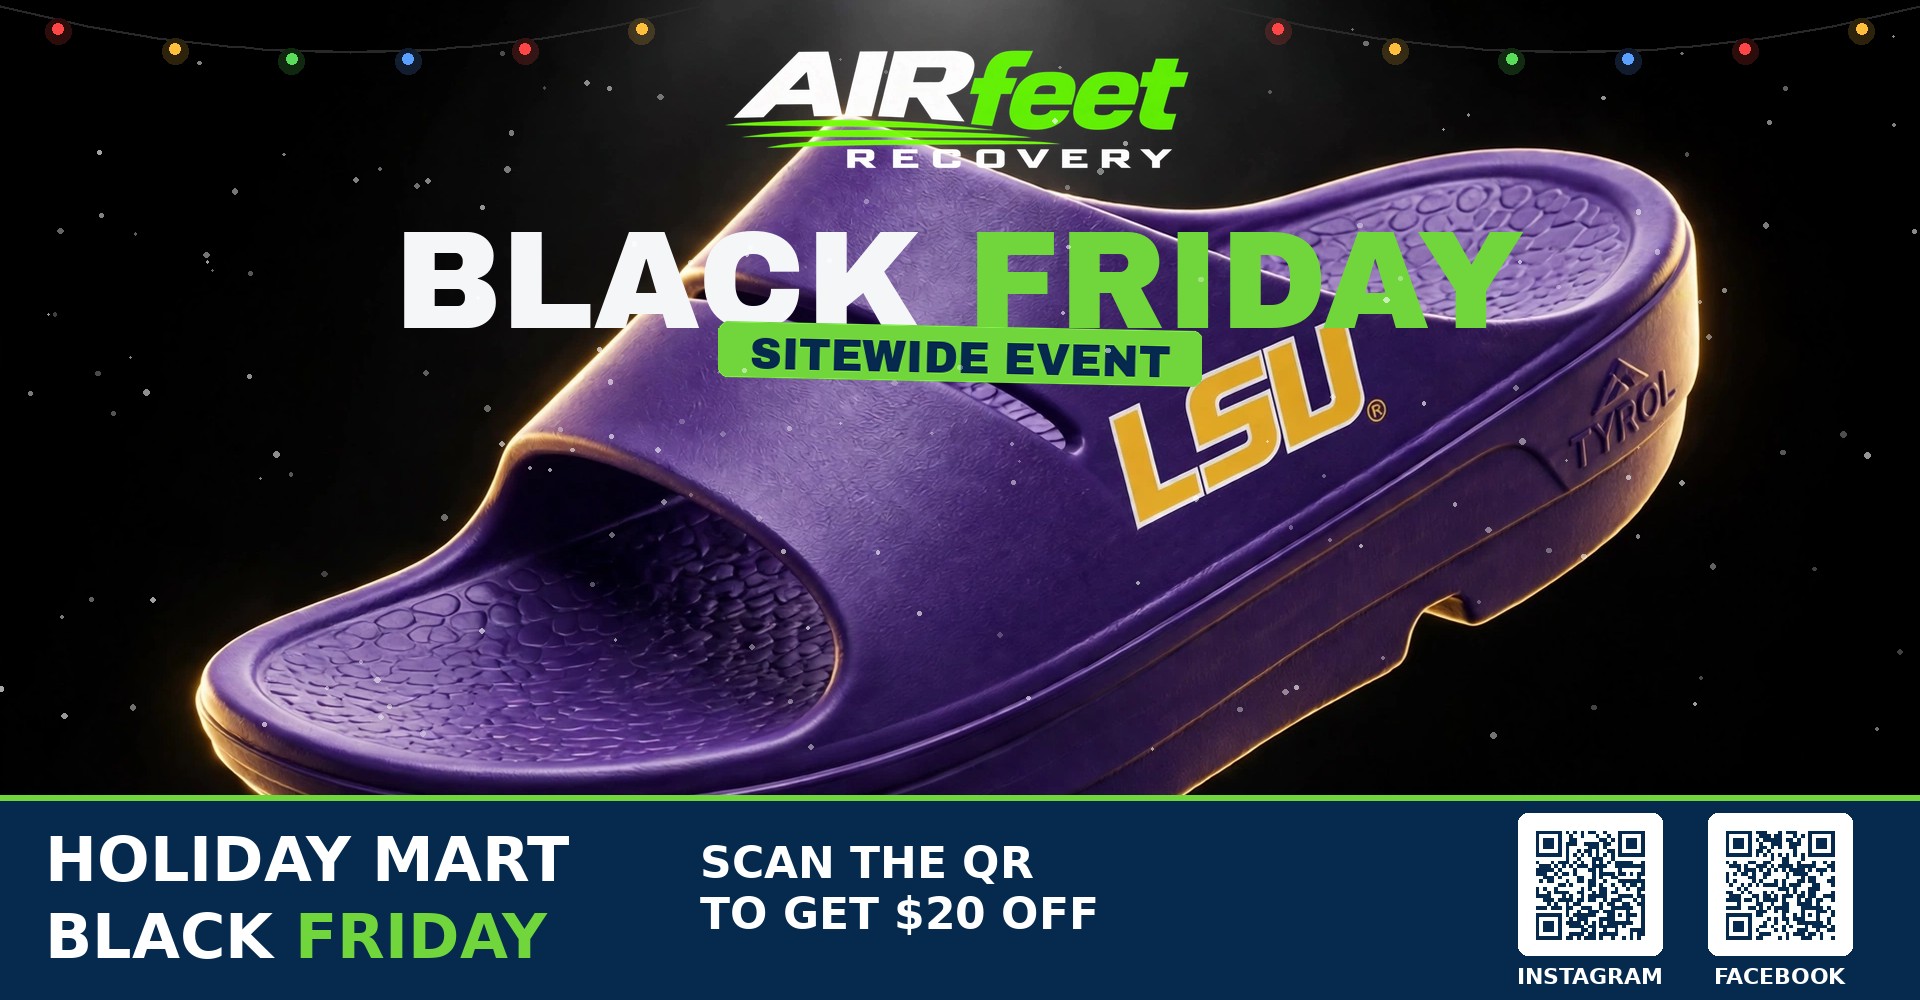 AIRfeet
RECOVERY
BLACK FRIDAY
SITEWIDE EVENT
LSU®
TYROL
HOLIDAY MART
BLACK FRIDAY
SCAN THE QR
TO GET $20 OFF
INSTAGRAM
FACEBOOK